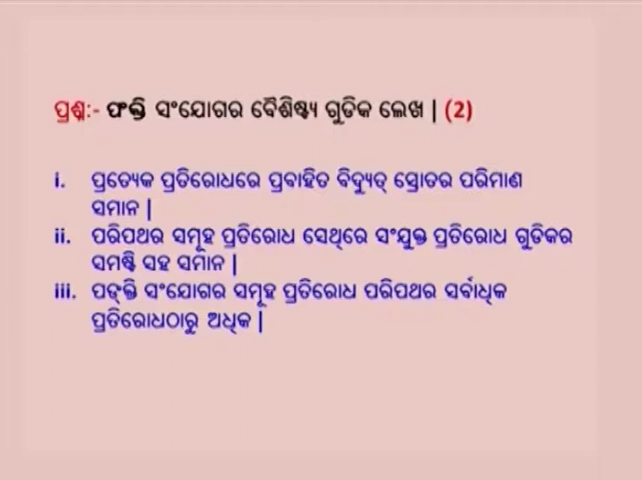 ପ୍ରଶ୍ନ:- ଫକ୍ତି ସଂଯୋଗର ବୈଶିଷ୍ଟ୍ୟ ଗୁଡିକ ଲେଖ | (2)
i. ପ୍ରତ୍ୟେକ ପ୍ରତିରୋଧରେ ପ୍ରବାହିତ ବିଦ୍ୟୁତ୍ ସ୍ରୋତର ପରିମାଣ
ସମାନ |
ii. ପରିପଥର ସମୂହ ପ୍ରତିରୋଧ ସେଥିରେ ସଂଯୁକ୍ତ ପ୍ରତିରୋଧ ଗୁଡିକର
ସମଷ୍ଟି ସହ ସମାନ |
iii. ପଙ୍କ୍ତି ସଂଯୋଗର ସମୂହ ପ୍ରତିରୋଧ ପରିପଥର ସର୍ବାଧିକ
ପ୍ରତିରୋଧଠାରୁ ଅଧିକ |